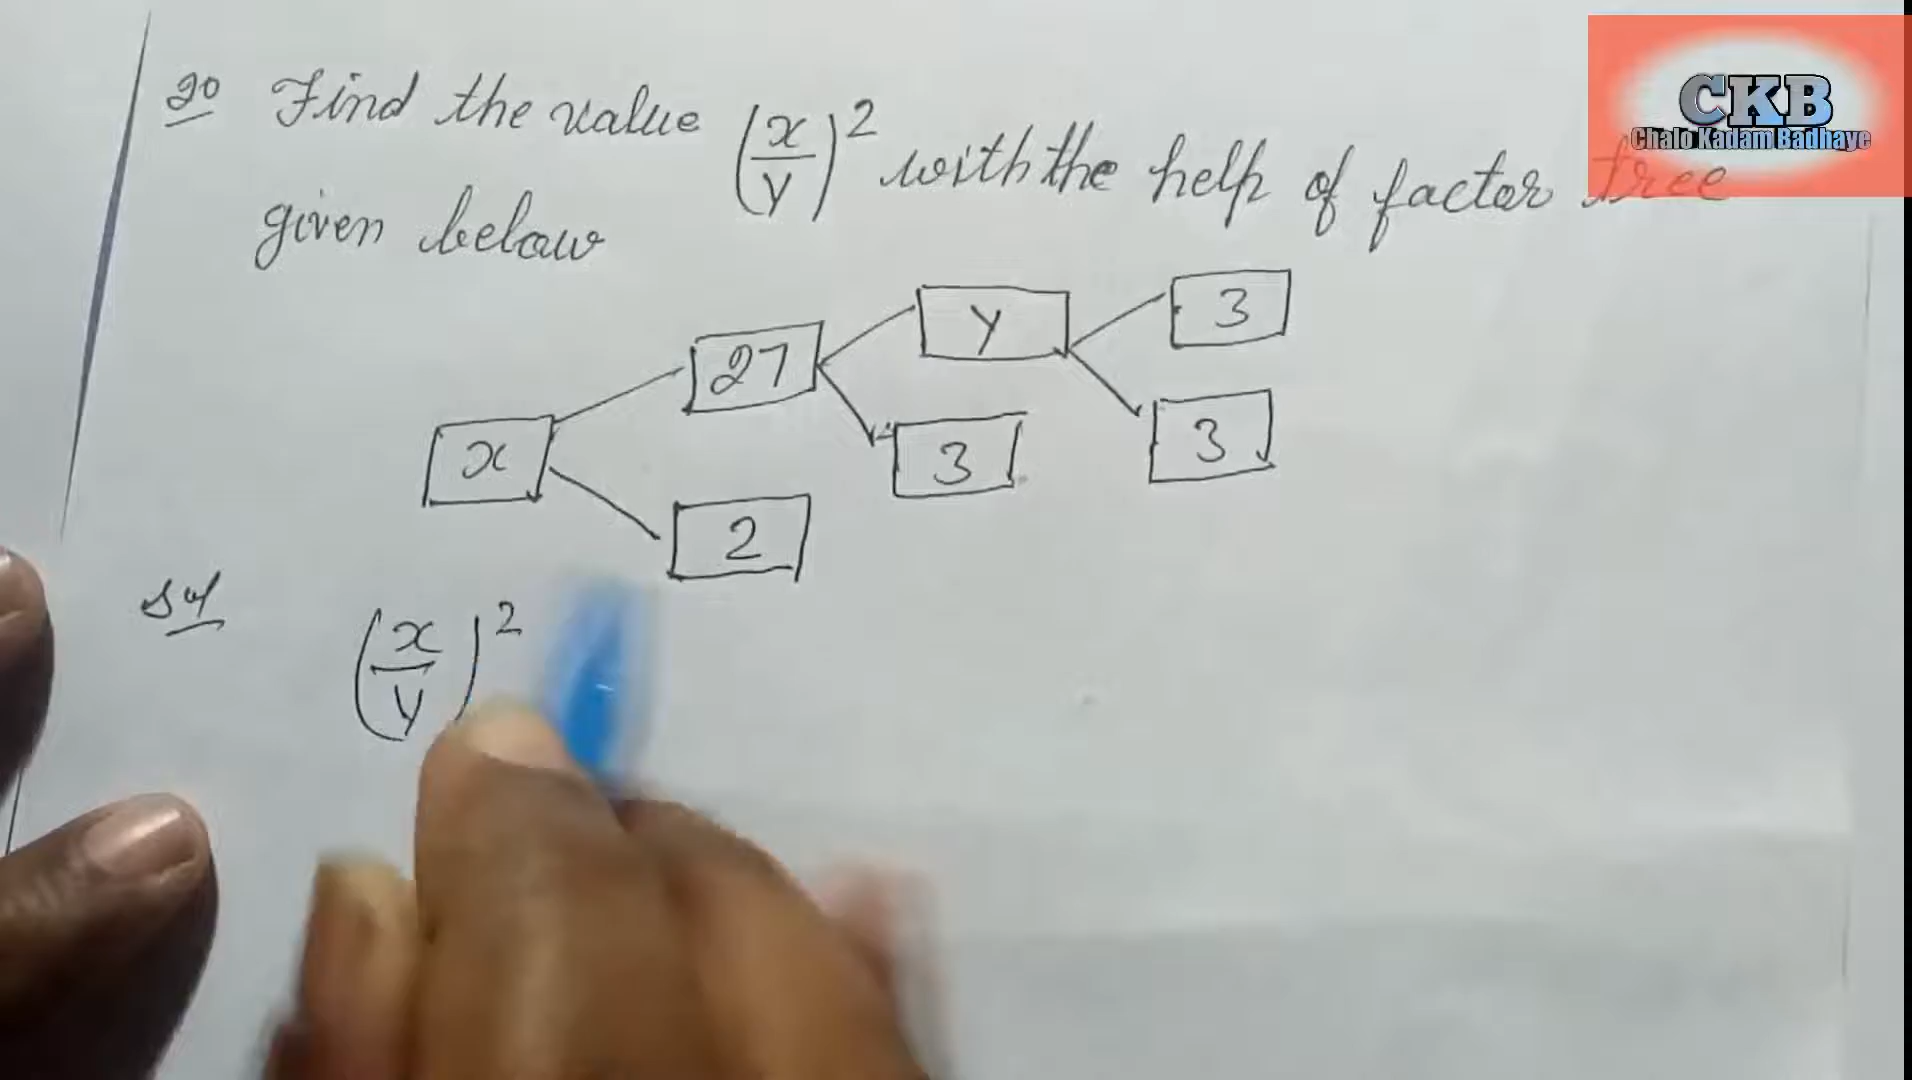 20 Find the value (x/y)² with the help of factor tree
given below
y 3
27
x 3 3
2
Sol (x/y)²
CKB
Chalo Kadam Badhaye